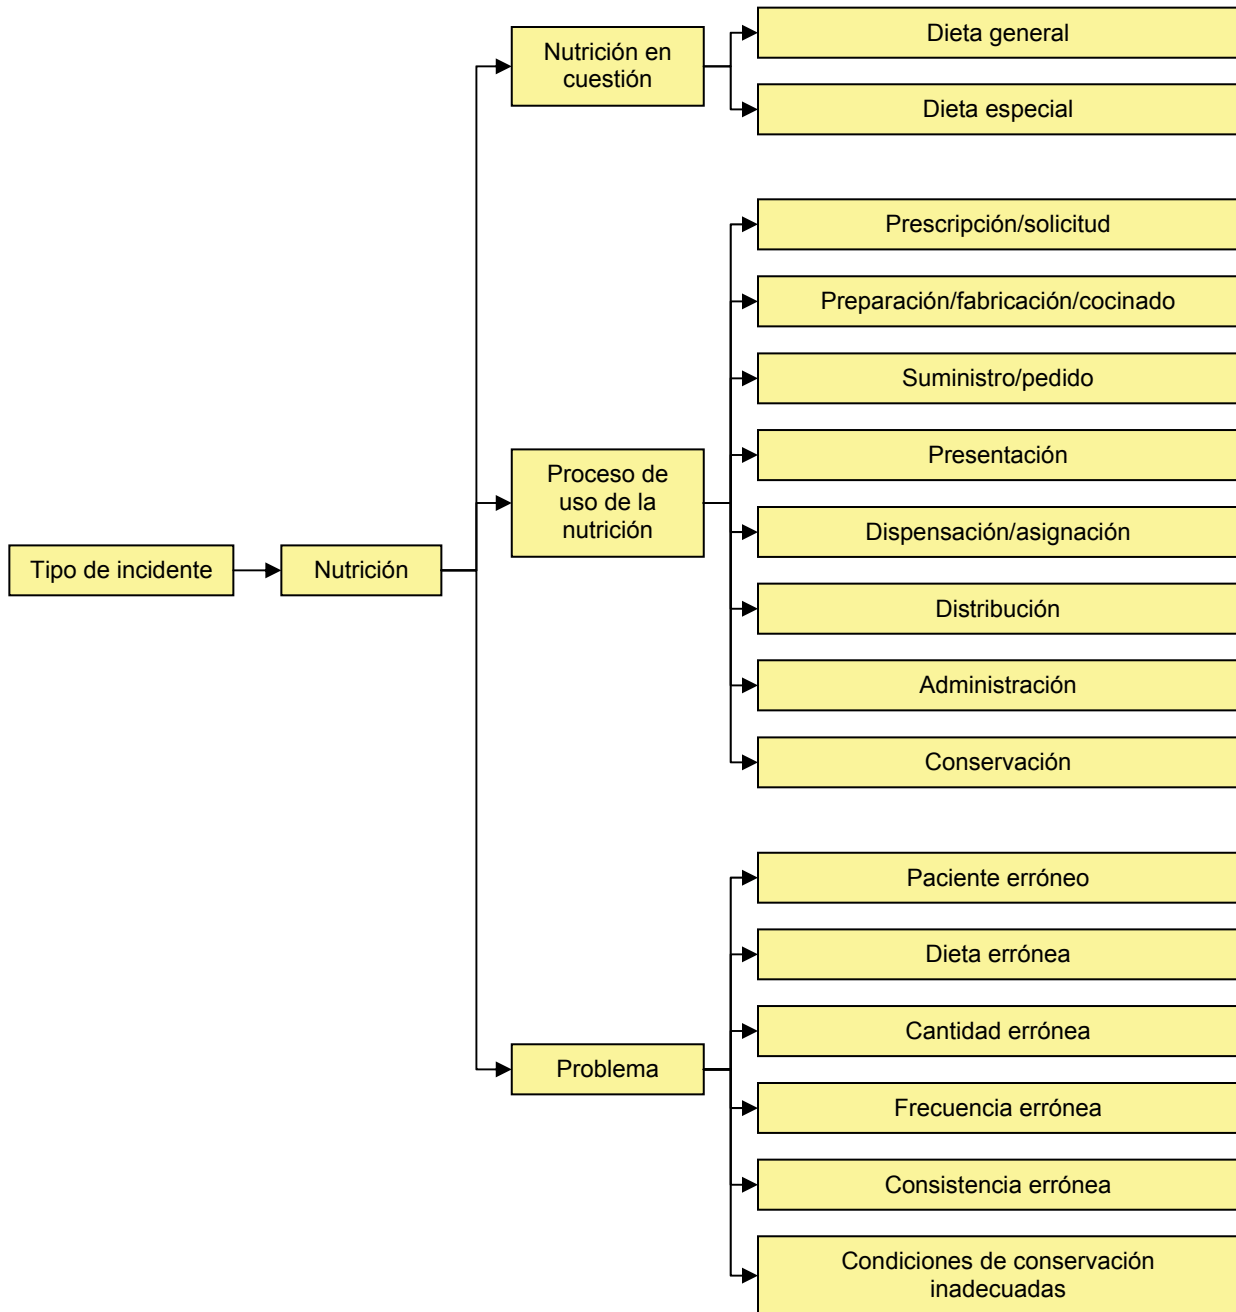 Tipo de incidente
Nutrición
Nutrición en
cuestión
Dieta general
Dieta especial
Proceso de
uso de la
nutrición
Prescripción/solicitud
Preparación/fabricación/cocinado
Suministro/pedido
Presentación
Dispensación/asignación
Distribución
Administración
Conservación
Problema
Paciente erróneo
Dieta errónea
Cantidad errónea
Frecuencia errónea
Consistencia errónea
Condiciones de conservación
inadecuadas